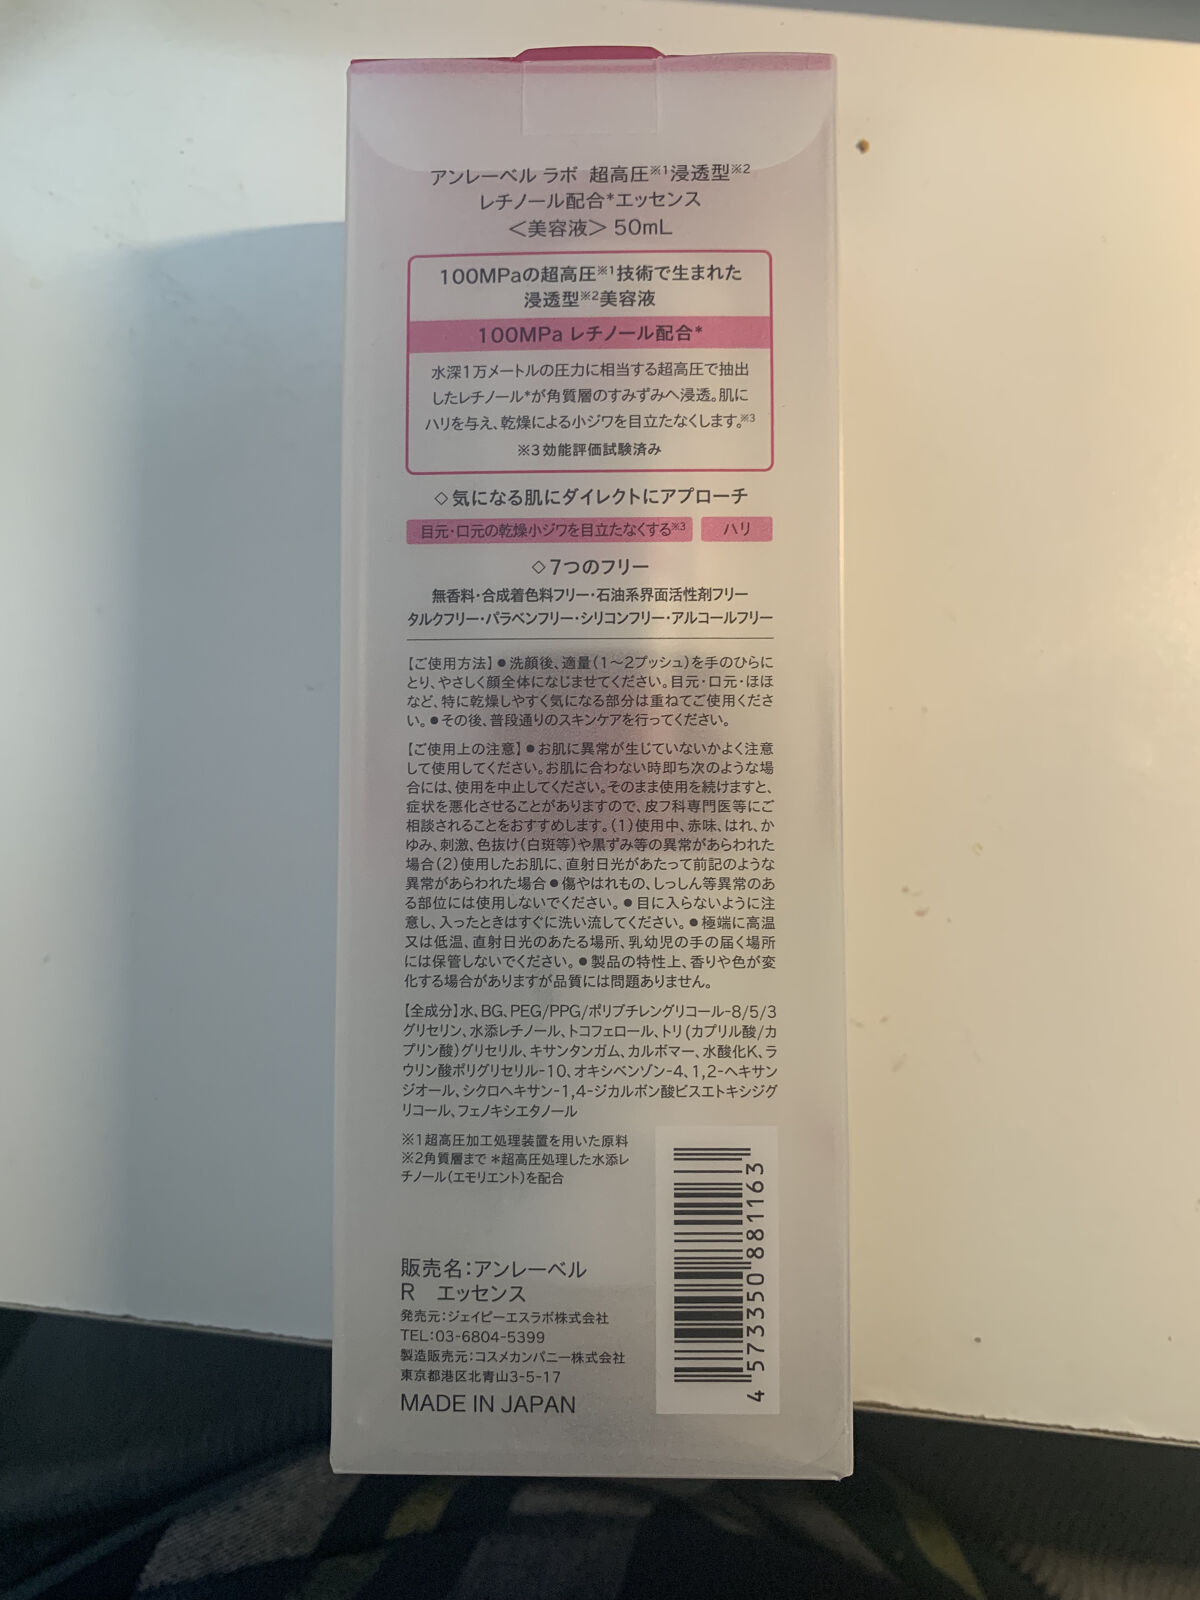 アンレーベル ラボ 超高圧※1浸透型※2
レチノール配合*エッセンス
＜美容液＞50mL
100MPaの超高圧※1技術で生まれた
浸透型※2美容液
100MPa レチノール配合*
水深1万メートルの圧力に相当する超高圧で抽出
したレチノール*が角質層のすみずみへ浸透。肌に
ハリを与え、乾燥による小ジワを目立たなくします。※3
※3効能評価試験済み
◇気になる肌にダイレクトにアプローチ
目元・口元の乾燥小ジワを目立たなくする※3 ハリ
◇7つのフリー
無香料・合成着色料フリー・石油系界面活性剤フリー
タルクフリー・パラベンフリー・シリコンフリー・アルコールフリー
【ご使用方法】●洗顔後、適量(1～2プッシュ)を手のひらに
とり、やさしく顔全体になじませてください。目元・口元・ほほ
など、特に乾燥しやすく気になる部分は重ねてご使用くださ
い。●その後、普段通りのスキンケアを行ってください。
【ご使用上の注意】●お肌に異常が生じていないかよく注意
して使用してください。お肌に合わない時即ち次のような場
合には、使用を中止してください。そのまま使用を続けますと、
症状を悪化させることがありますので、皮フ科専門医等にご
相談されることをおすすめします。(1)使用中、赤味、はれ、か
ゆみ、刺激、色抜け(白斑等)や黒ずみ等の異常があらわれた
場合(2)使用したお肌に、直射日光があたって前記のような
異常があらわれた場合●傷やはれもの、しっしん等異常のあ
る部位には使用しないでください。●目に入らないように注
意し、入ったときはすぐに洗い流してください。●極端に高温
又は低温、直射日光のあたる場所、乳幼児の手の届く場所
には保管しないでください。●製品の特性上、香りや色が変
化する場合がありますが品質には問題ありません。
【全成分】水、BG、PEG/PPG/ポリブチレングリコール-8/5/3
グリセリン、水添レチノール、トコフェロール、トリ(カプリル酸/カ
プリン酸)グリセリル、キサンタンガム、カルボマー、水酸化K、ラ
ウリン酸ポリグリセリル-10、オキシベンゾン-4、1,2-ヘキサン
ジオール、シクロヘキサン-1,4-ジカルボン酸ビスエトキシジグ
リコール、フェノキシエタノール
※1超高圧加工処理装置を用いた原料
※2角質層まで *超高圧処理した水添レ
チノール(エモリエント)を配合
販売名：アンレーベル
R エッセンス
発売元：ジェイピーエスラボ株式会社
TEL：03-6804-5399
製造販売元：コスメカンパニー株式会社
東京都港区北青山3-5-17
MADE IN JAPAN
4 573350 881163